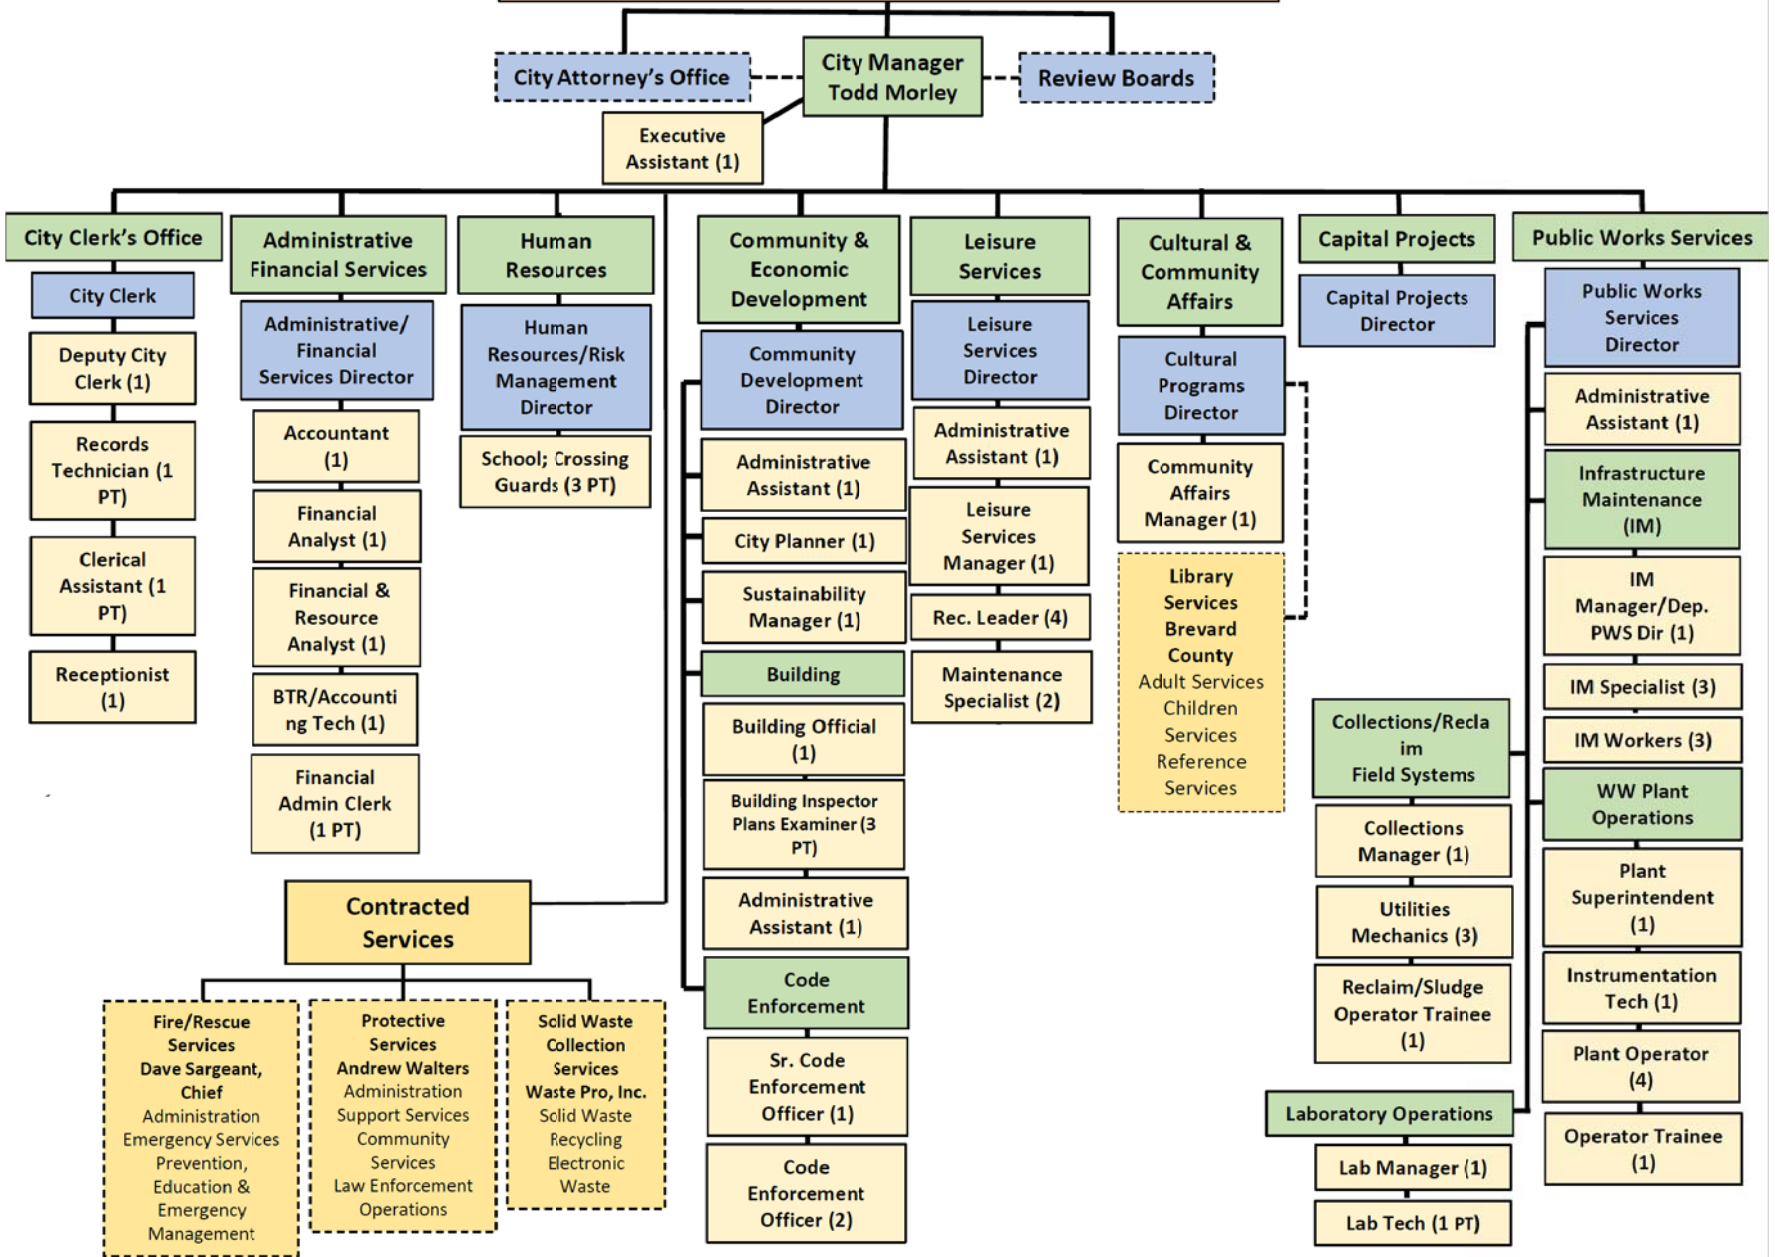 City Attorney's Office
City Manager
Todd Morley
Review Boards
Executive
Assistant (1)
City Clerk's Office
City Clerk
Deputy City
Clerk (1)
Records
Technician (1
PT)
Clerical
Assistant (1
PT)
Receptionist
(1)
Administrative
Financial Services
Administrative/
Financial
Services Director
Accountant
(1)
Financial
Analyst (1)
Financial &
Resource
Analyst (1)
BTR/Accounti
ng Tech (1)
Financial
Admin Clerk
(1 PT)
Human
Resources
Human
Resources/Risk
Management
Director
School; Crossing
Guards (3 PT)
Contracted
Services
Fire/Rescue
Services
Dave Sargeant,
Chief
Administration
Emergency Services
Prevention,
Education &
Emergency
Management
Protective
Services
Andrew Walters
Administration
Support Services
Community
Services
Law Enforcement
Operations
Solid Waste
Collection
Services
Waste Pro, Inc.
Solid Waste
Recycling
Electronic
Waste
Community &
Economic
Development
Community
Development
Director
Administrative
Assistant (1)
City Planner (1)
Sustainability
Manager (1)
Building
Building Official
(1)
Building Inspector
Plans Examiner (3
PT)
Administrative
Assistant (1)
Code
Enforcement
Sr. Code
Enforcement
Officer (1)
Code
Enforcement
Officer (2)
Leisure
Services
Leisure
Services
Director
Administrative
Assistant (1)
Leisure
Services
Manager (1)
Rec. Leader (4)
Maintenance
Specialist (2)
Cultural &
Community
Affairs
Cultural
Programs
Director
Community
Affairs
Manager (1)
Library
Services
Brevard
County
Adult Services
Children
Services
Reference
Services
Capital Projects
Capital Projects
Director
Public Works Services
Public Works
Services
Director
Administrative
Assistant (1)
Infrastructure
Maintenance
(IM)
IM
Manager/Dep.
PWS Dir (1)
IM Specialist (3)
IM Workers (3)
WW Plant
Operations
Plant
Superintendent
(1)
Instrumentation
Tech (1)
Plant Operator
(4)
Operator Trainee
(1)
Collections/Recla
im
Field Systems
Collections
Manager (1)
Utilities
Mechanics (3)
Reclaim/Sludge
Operator Trainee
(1)
Laboratory Operations
Lab Manager (1)
Lab Tech (1 PT)